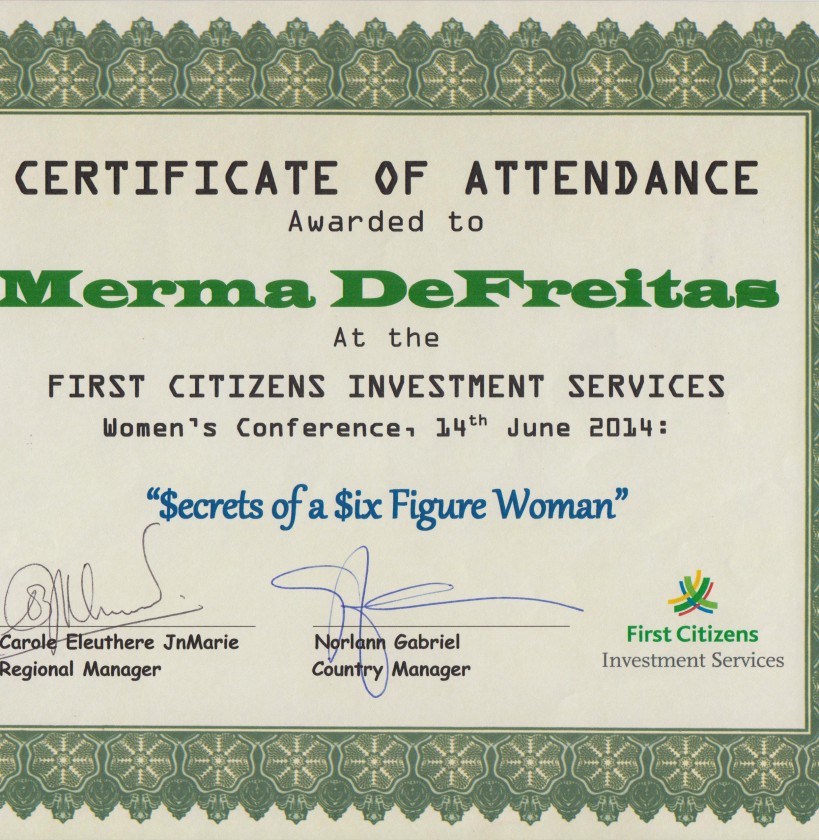 CERTIFICATE OF ATTENDANCE
Awarded to
Merma DeFreitas
At the
FIRST CITIZENS INVESTMENT SERVICES
Women's Conference, 14th June 2014:
“$ecrets of a $ix Figure Woman”
Carole Eleuthere JnMarie
Regional Manager
Norlann Gabriel
Country Manager
First Citizens
Investment Services